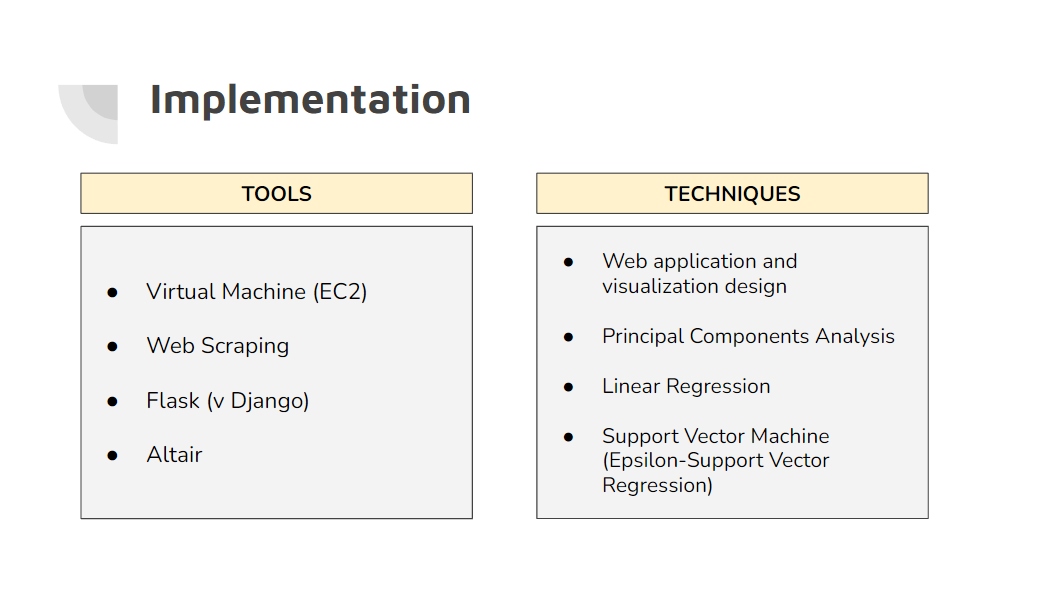 Implementation
TOOLS
● Virtual Machine (EC2)
● Web Scraping
● Flask (v Django)
● Altair
TECHNIQUES
● Web application and
visualization design
● Principal Components Analysis
● Linear Regression
● Support Vector Machine
(Epsilon-Support Vector
Regression)